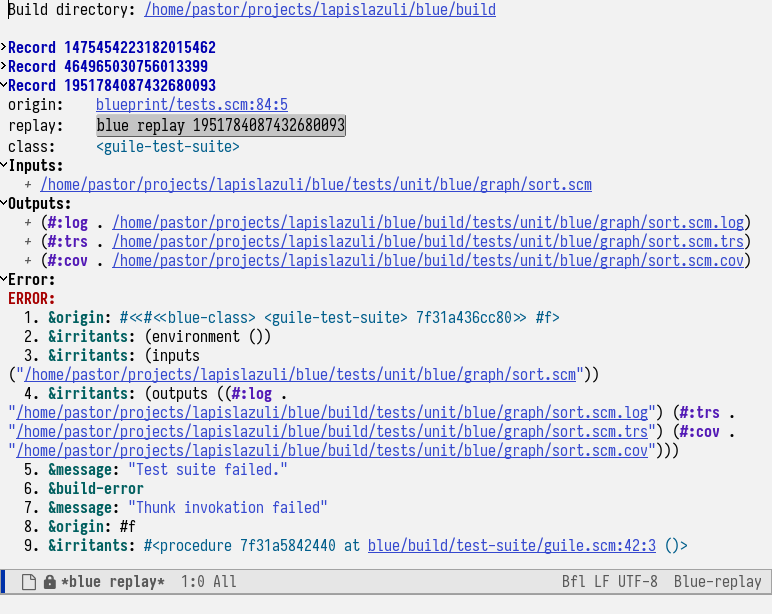 Build directory: /home/pastor/projects/lapislazuli/blue/build
Record 1475454223182015462
Record 464965030756013399
Record 1951784087432680093
origin: blueprint/tests.scm:84:5
replay: blue replay 1951784087432680093
class: <guile-test-suite>
Inputs:
+ /home/pastor/projects/lapislazuli/blue/tests/unit/blue/graph/sort.scm
Outputs:
+ (#:log . /home/pastor/projects/lapislazuli/blue/build/tests/unit/blue/graph/sort.scm.log)
+ (#:trs . /home/pastor/projects/lapislazuli/blue/build/tests/unit/blue/graph/sort.scm.trs)
+ (#:cov . /home/pastor/projects/lapislazuli/blue/build/tests/unit/blue/graph/sort.scm.cov)
Error:
ERROR:
1. &origin: #<<#<<blue-class> <guile-test-suite> 7f31a436cc80>> #f>
2. &irritants: (environment ())
3. &irritants: (inputs
("/home/pastor/projects/lapislazuli/blue/tests/unit/blue/graph/sort.scm"))
4. &irritants: (outputs ((#:log .
"/home/pastor/projects/lapislazuli/blue/build/tests/unit/blue/graph/sort.scm.log") (#:trs .
"/home/pastor/projects/lapislazuli/blue/build/tests/unit/blue/graph/sort.scm.trs") (#:cov .
"/home/pastor/projects/lapislazuli/blue/build/tests/unit/blue/graph/sort.scm.cov")))
5. &message: "Test suite failed."
6. &build-error
7. &message: "Thunk invokation failed"
8. &origin: #f
9. &irritants: #<procedure 7f31a5842440 at blue/build/test-suite/guile.scm:42:3 ()>
*blue replay* 1:0 All Bfl LF UTF-8 Blue-replay